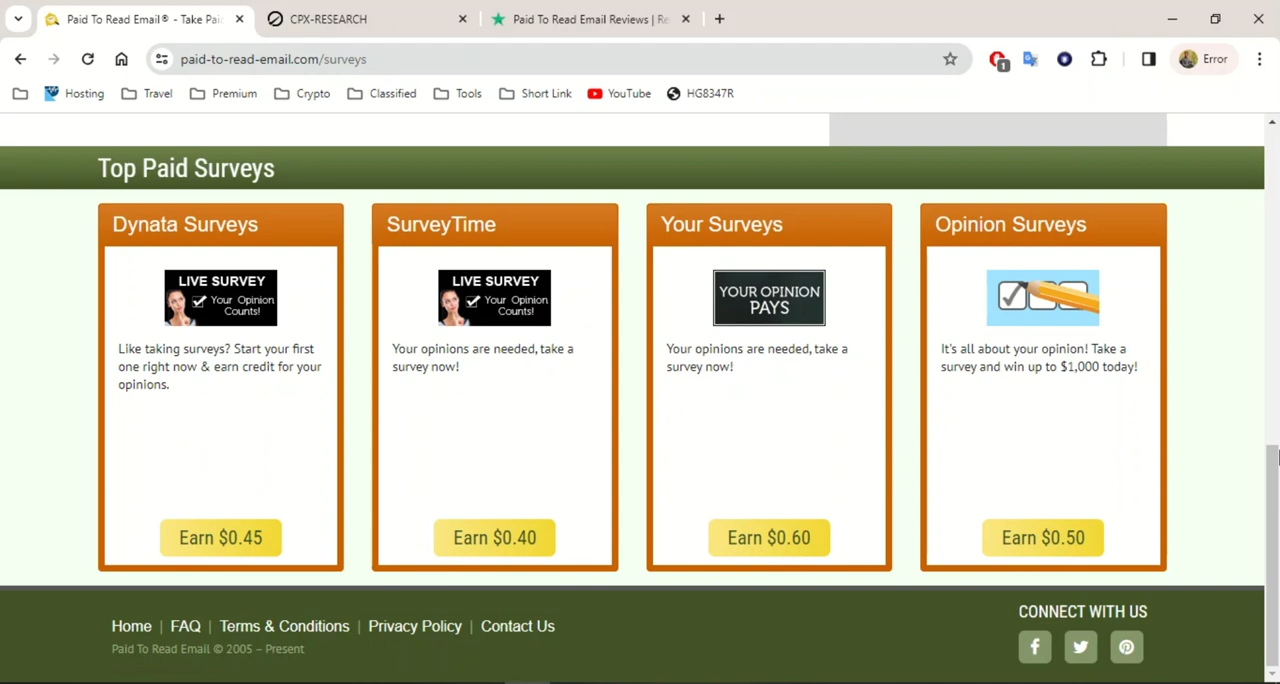 Paid To Read Email® - Take Pai
CPX-RESEARCH
Paid To Read Email Reviews | Re
paid-to-read-email.com/surveys
1
Error
Hosting
Travel
Premium
Crypto
Classified
Tools
Short Link
YouTube
HG8347R
Top Paid Surveys
Dynata Surveys
LIVE SURVEY
Your Opinion
Counts!
Like taking surveys? Start your first
one right now & earn credit for your
opinions.
Earn $0.45
SurveyTime
LIVE SURVEY
Your Opinion
Counts!
Your opinions are needed, take a
survey now!
Earn $0.40
Your Surveys
YOUR OPINION
PAYS
Your opinions are needed, take a
survey now!
Earn $0.60
Opinion Surveys
It's all about your opinion! Take a
survey and win up to $1,000 today!
Earn $0.50
Home | FAQ | Terms & Conditions | Privacy Policy | Contact Us
Paid To Read Email © 2005 – Present
CONNECT WITH US